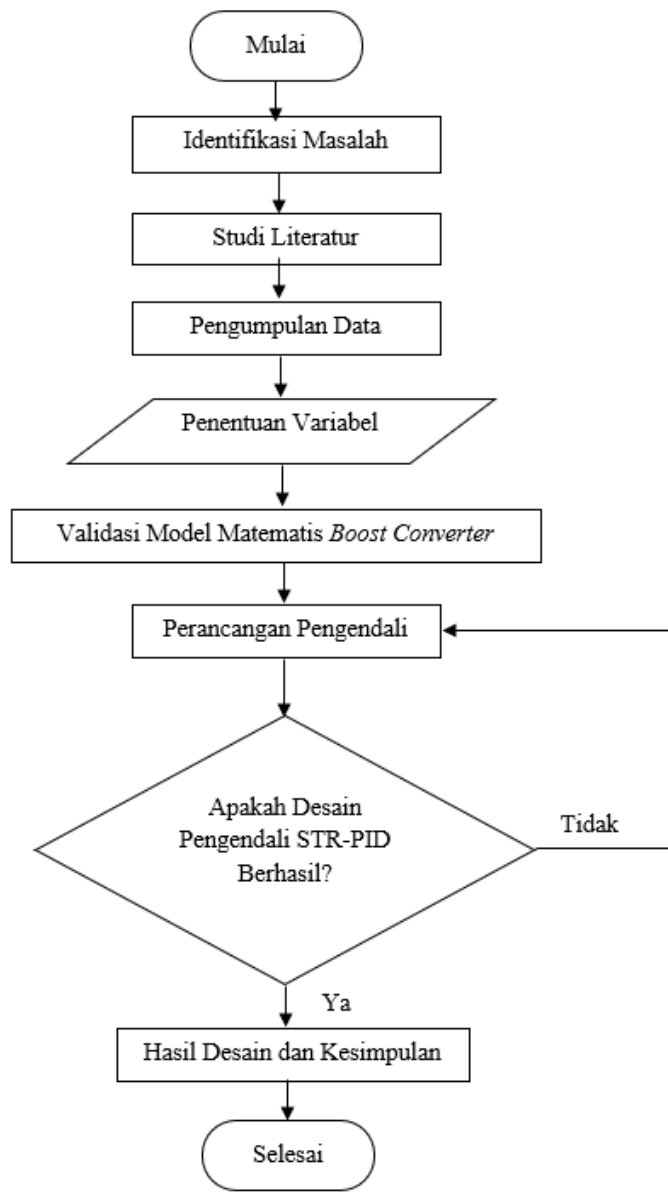 Mulai
Identifikasi Masalah
Studi Literatur
Pengumpulan Data
Penentuan Variabel
Validasi Model Matematis Boost Converter
Perancangan Pengendali
Apakah Desain
Pengendali STR-PID
Berhasil?
Tidak
Ya
Hasil Desain dan Kesimpulan
Selesai